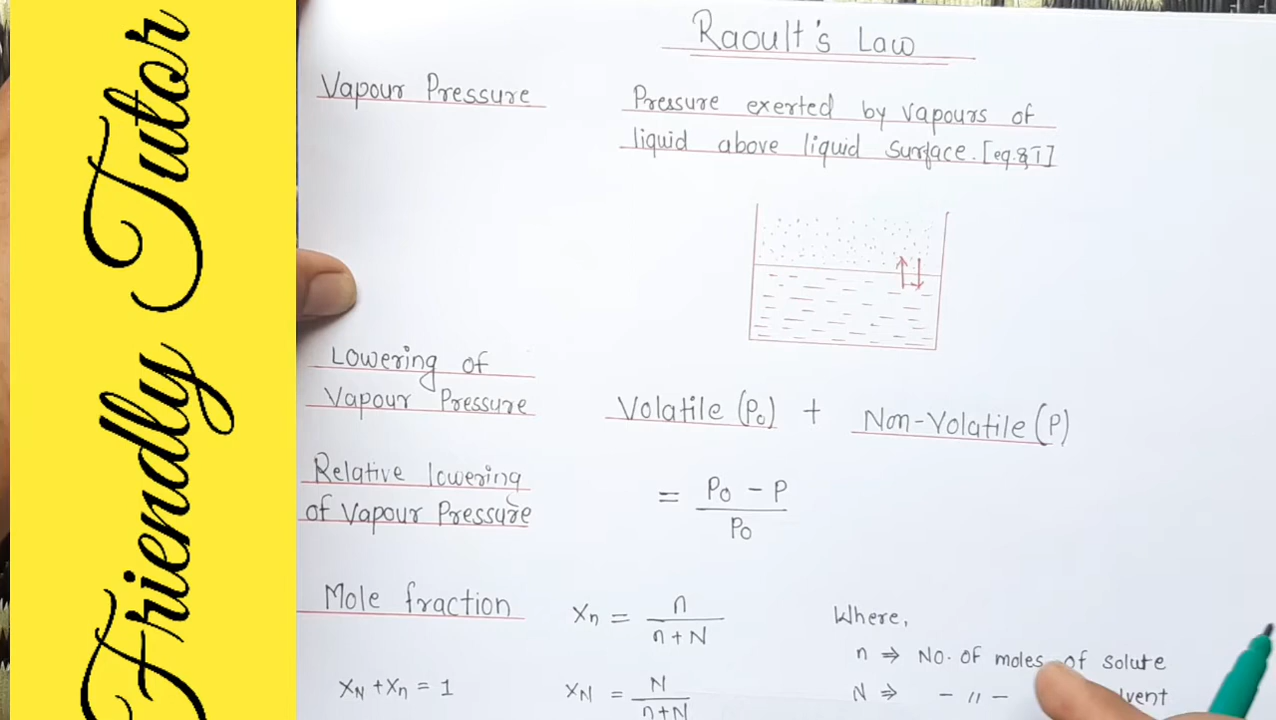 Friendly Tutor
Raoult's Law
Vapour Pressure
Pressure exerted by vapours of
liquid above liquid surface. [eq.&T]
Lowering of
Vapour Pressure
Volatile (P₀) + Non-Volatile (P)
Relative lowering
of Vapour Pressure
= P₀ - P / P₀
Mole fraction
Xn = n / n + N
XN + Xn = 1
XN = N / n + N
Where,
n ⇒ No. of moles of solute
N ⇒ - 〃 -